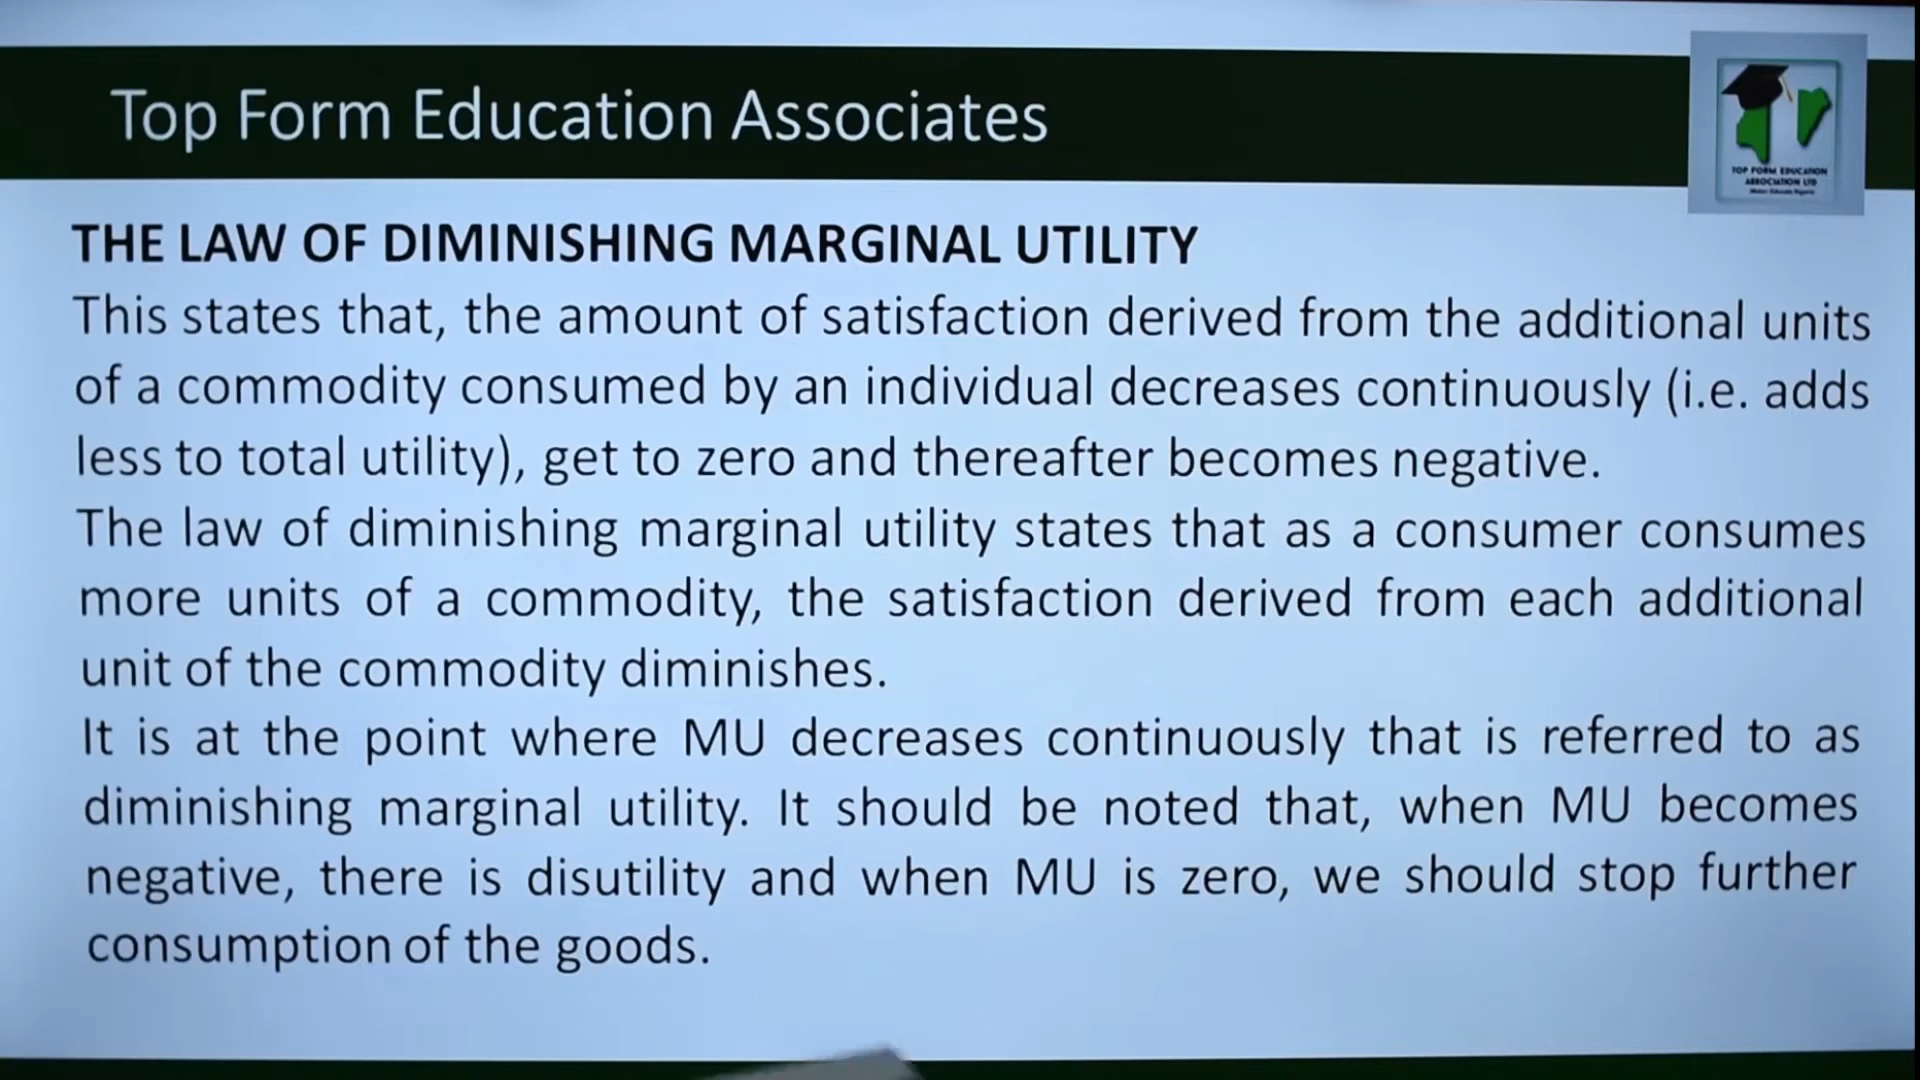 Top Form Education Associates
TOP FORM EDUCATION
ASSOCIATION LTD
THE LAW OF DIMINISHING MARGINAL UTILITY
This states that, the amount of satisfaction derived from the additional units
of a commodity consumed by an individual decreases continuously (i.e. adds
less to total utility), get to zero and thereafter becomes negative.
The law of diminishing marginal utility states that as a consumer consumes
more units of a commodity, the satisfaction derived from each additional
unit of the commodity diminishes.
It is at the point where MU decreases continuously that is referred to as
diminishing marginal utility. It should be noted that, when MU becomes
negative, there is disutility and when MU is zero, we should stop further
consumption of the goods.